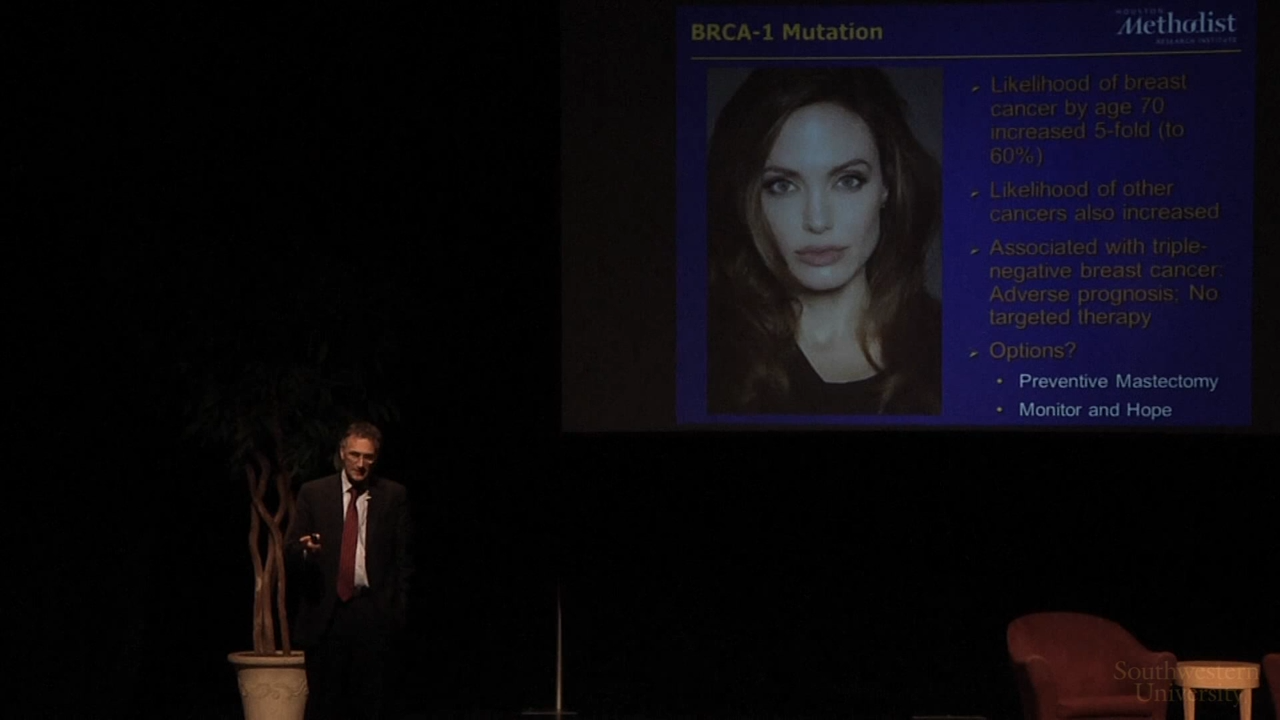 BRCA-1 Mutation
HOUSTON
Methodist
RESEARCH INSTITUTE
Likelihood of breast
cancer by age 70
increased 5-fold (to
60%)
Likelihood of other
cancers also increased
Associated with triple-
negative breast cancer:
Adverse prognosis; No
targeted therapy
Options?
• Preventive Mastectomy
• Monitor and Hope
Southwestern
University